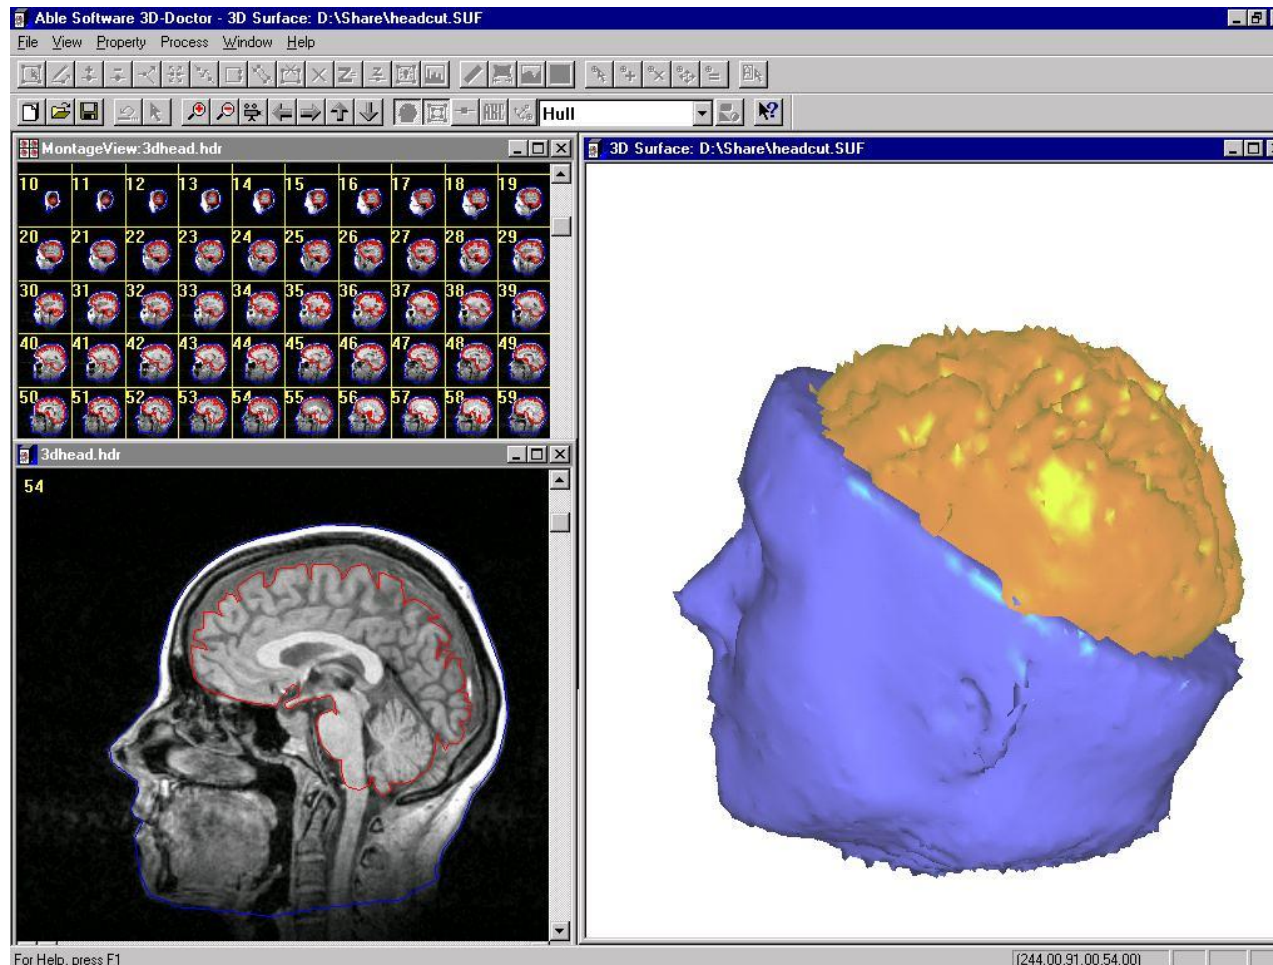 Able Software 3D-Doctor - 3D Surface: D:\Share\headcut.SUF
File View Property Process Window Help
Z= Z
ABC Hull ?
MontageView:3dhead.hdr
10 11 12 13 14 15 16 17 18 19
20 21 22 23 24 25 26 27 28 29
30 31 32 33 34 35 36 37 38 39
40 41 42 43 44 45 46 47 48 49
50 51 52 53 54 55 56 57 58 59
3dhead.hdr
54
3D Surface: D:\Share\headcut.SUF
For Help, press F1
(244.00,91.00,54.00)